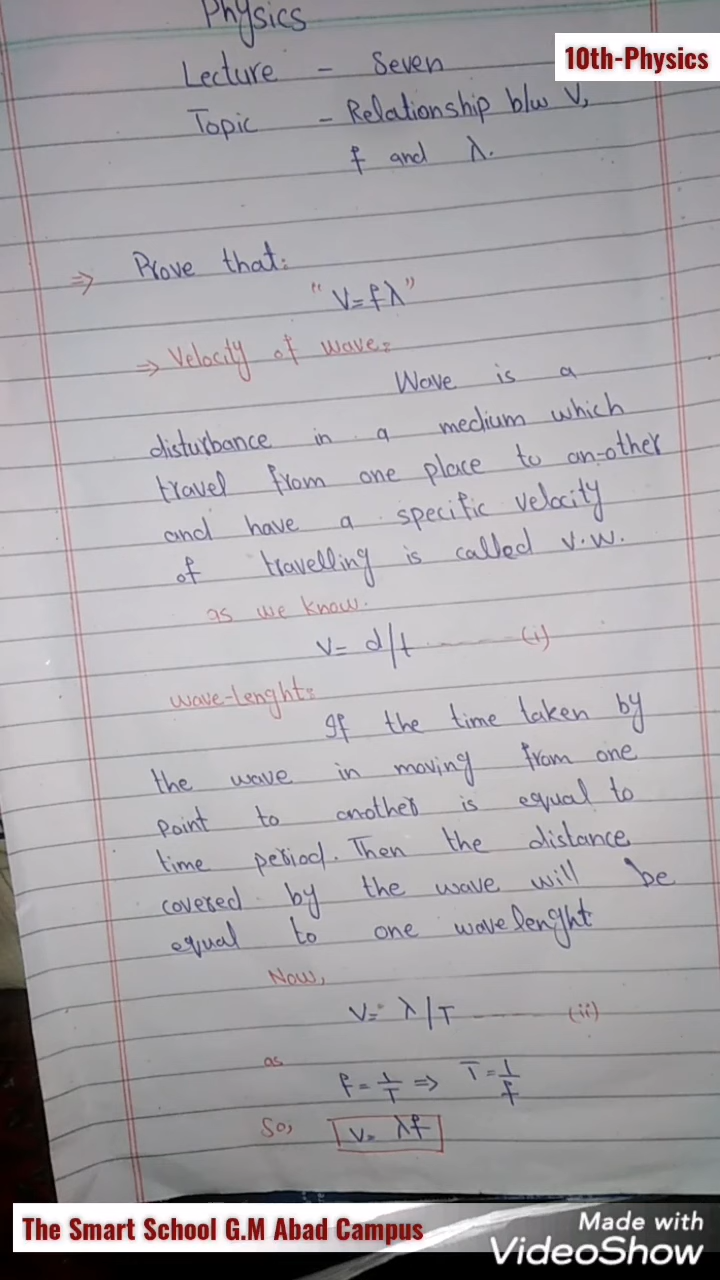 Physics
10th-Physics
Lecture - Seven
Topic - Relationship b/w V,
f and λ.
⇒ Prove that:
"V=fλ"
⇒ Velocity of wave:
Wave is a
disturbance in a medium which
travel from one place to an-other
and have a specific velocity
of travelling is called v.w.
as we know.
V= d/t ------ (i)
wave-lenght:
If the time taken by
the wave in moving from one
point to another is equal to
time period. Then the distance
covered by the wave will be
equal to one wavelenght
Now,
V= λ/T ------ (ii)
as
f = 1/T ⇒ T = 1/f
So, V= λf
The Smart School G.M Abad Campus
Made with
VideoShow